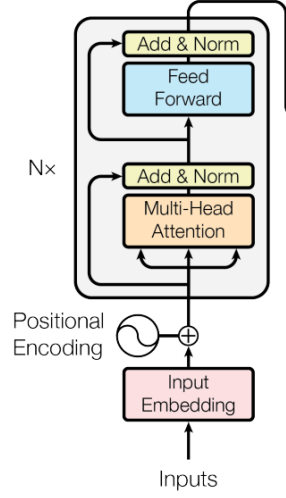 Add & Norm
Feed
Forward
N×
Add & Norm
Multi-Head
Attention
Positional
Encoding
Input
Embedding
Inputs